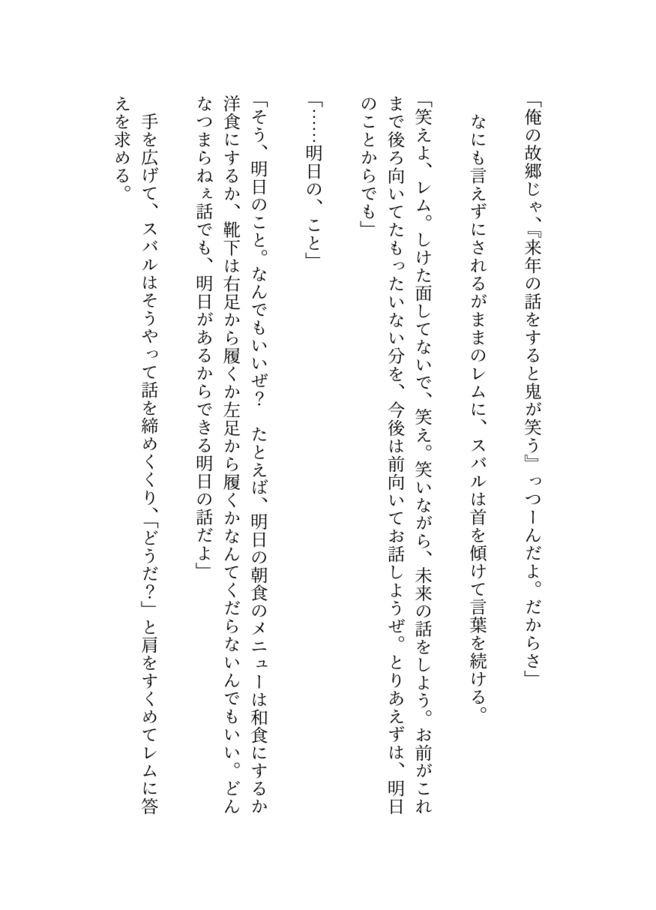 「俺の故郷じゃ、『来年の話をすると鬼が笑う』っつーんだよ。だからさ」
なにも言えずにされるがままのレムに、スバルは首を傾けて言葉を続ける。
「笑えよ、レム。しけた面してないで、笑え。笑いながら、未来の話をしよう。お前がこれ
まで後ろ向いてたもったいない分を、今後は前向いてお話しようぜ。とりあえずは、明日
のことからでも」
「……明日の、こと」
「そう、明日のこと。なんでもいいぜ？　たとえば、明日の朝食のメニューは和食にするか
洋食にするか、靴下は右足から履くか左足から履くかなんてくだらないんでもいい。どん
なつまらねぇ話でも、明日があるからできる明日の話だよ」
手を広げて、スバルはそうやって話を締めくくり、「どうだ？」と肩をすくめてレムに答
えを求める。